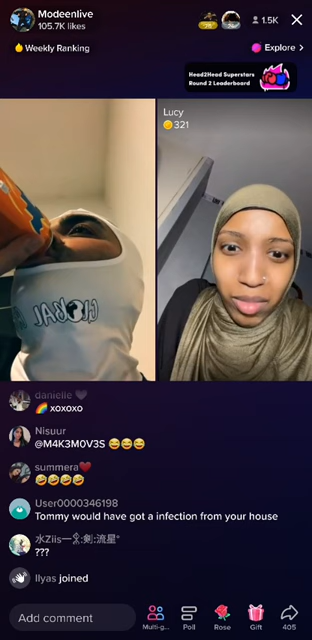 Modeenlive
105.7K likes
1.5K
Weekly Ranking
Explore >
Head2Head Superstars
Round 2 Leaderboard
Lucy
321
GLOBAL
danielle 🖤
🌈 xoxoxo
Nisuur
@M4K3M0V3S 😅😅😅
summera❤️
🤣🤣🤣🤣
User0000346198
Tommy would have got a infection from your house
???
Ilyas joined
Add comment
Multi-g...
Poll
Rose
Gift
405